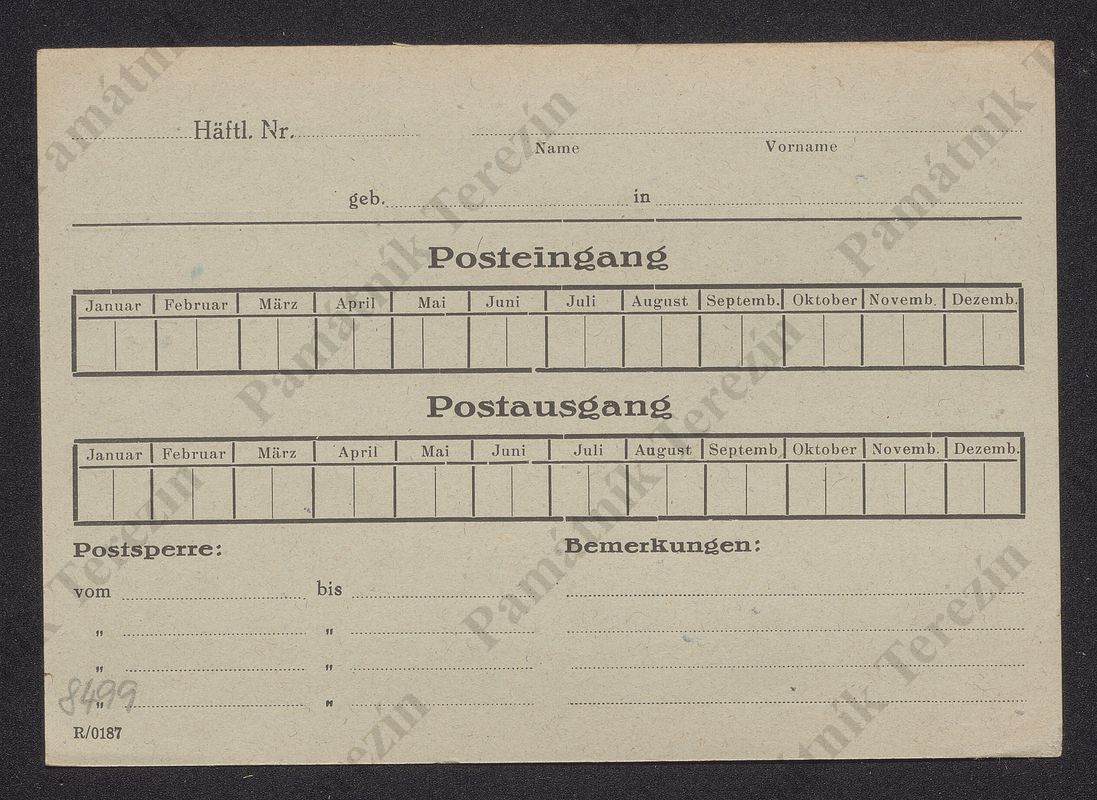 Häftl. Nr.
Name Vorname
geb. in
Posteingang
Januar Februar März April Mai Juni Juli August Septemb. Oktober Novemb. Dezemb.
Postausgang
Januar Februar März April Mai Juni Juli August Septemb. Oktober Novemb. Dezemb.
Postsperre: Bemerkungen:
vom bis
„ „
„ „
„ „
8499
R/0187
Památník Terezín